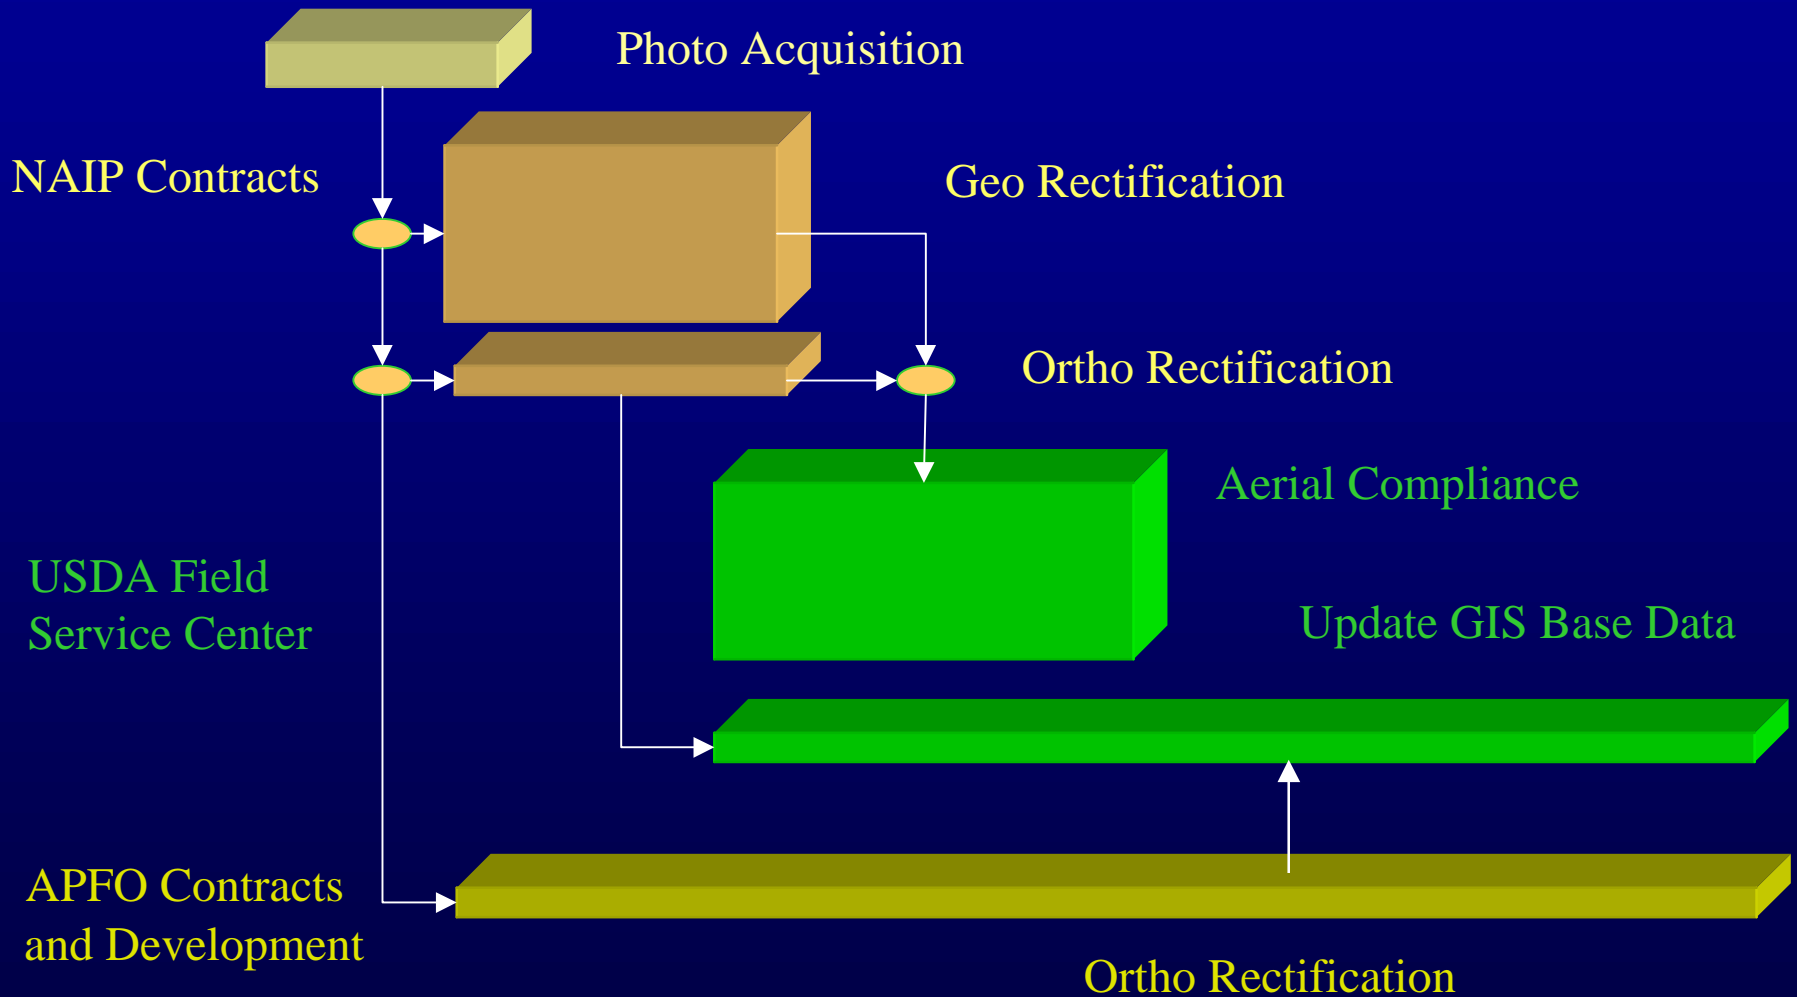 Photo Acquisition
NAIP Contracts
Geo Rectification
Ortho Rectification
Aerial Compliance
USDA Field
Service Center
Update GIS Base Data
APFO Contracts
and Development
Ortho Rectification